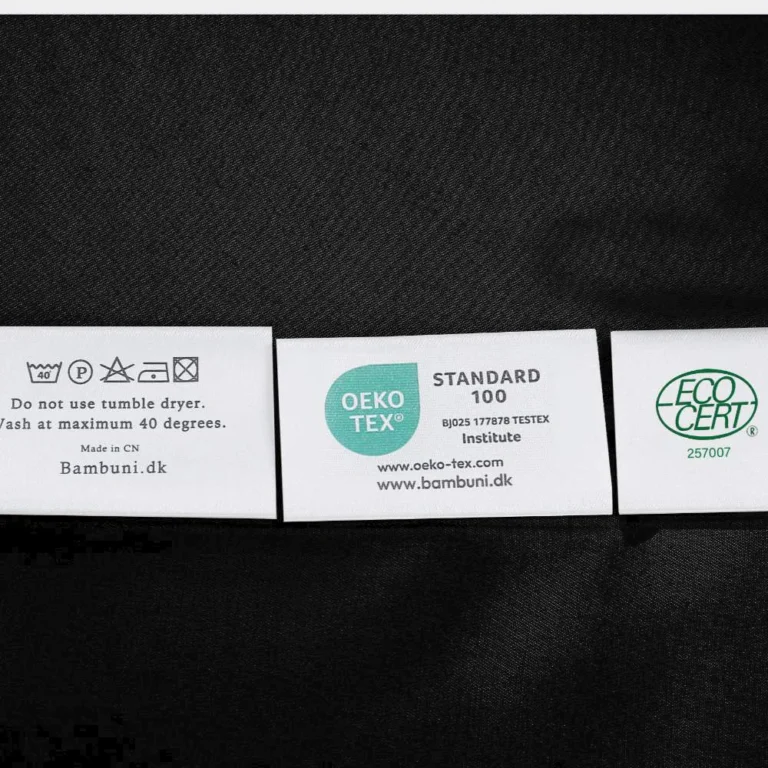 40
P
Do not use tumble dryer.
Wash at maximum 40 degrees.
Made in CN
Bambuni.dk
OEKO
TEX®
STANDARD
100
BJ025 177878 TESTEX
Institute
www.oeko-tex.com
www.bambuni.dk
ECO
CERT
®
257007